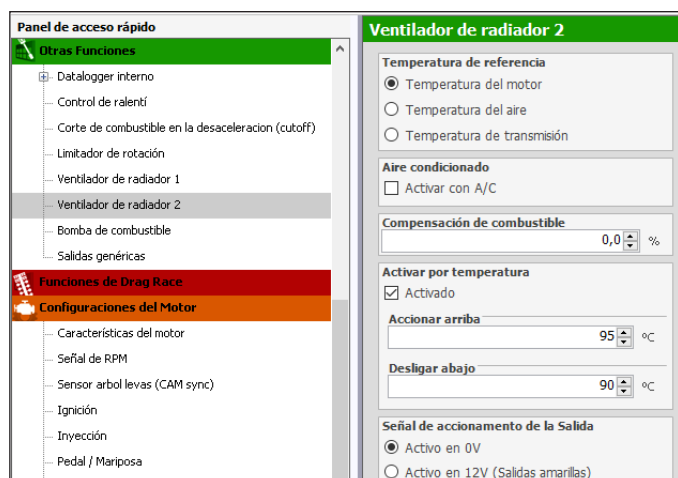 Panel de acceso rápido
Otras Funciones
Datalogger interno
Control de ralentí
Corte de combustible en la desaceleracion (cutoff)
Limitador de rotación
Ventilador de radiador 1
Ventilador de radiador 2
Bomba de combustible
Salidas genéricas
Funciones de Drag Race
Configuraciones del Motor
Características del motor
Señal de RPM
Sensor arbol levas (CAM sync)
Ignición
Inyección
Pedal / Mariposa
Ventilador de radiador 2
Temperatura de referencia
Temperatura del motor
Temperatura del aire
Temperatura de transmisión
Aire condicionado
Activar con A/C
Compensación de combustible
0,0 %
Activar por temperatura
Activado
Accionar arriba
95 ºC
Desligar abajo
90 ºC
Señal de accionamento de la Salida
Activo en 0V
Activo en 12V (Salidas amarillas)